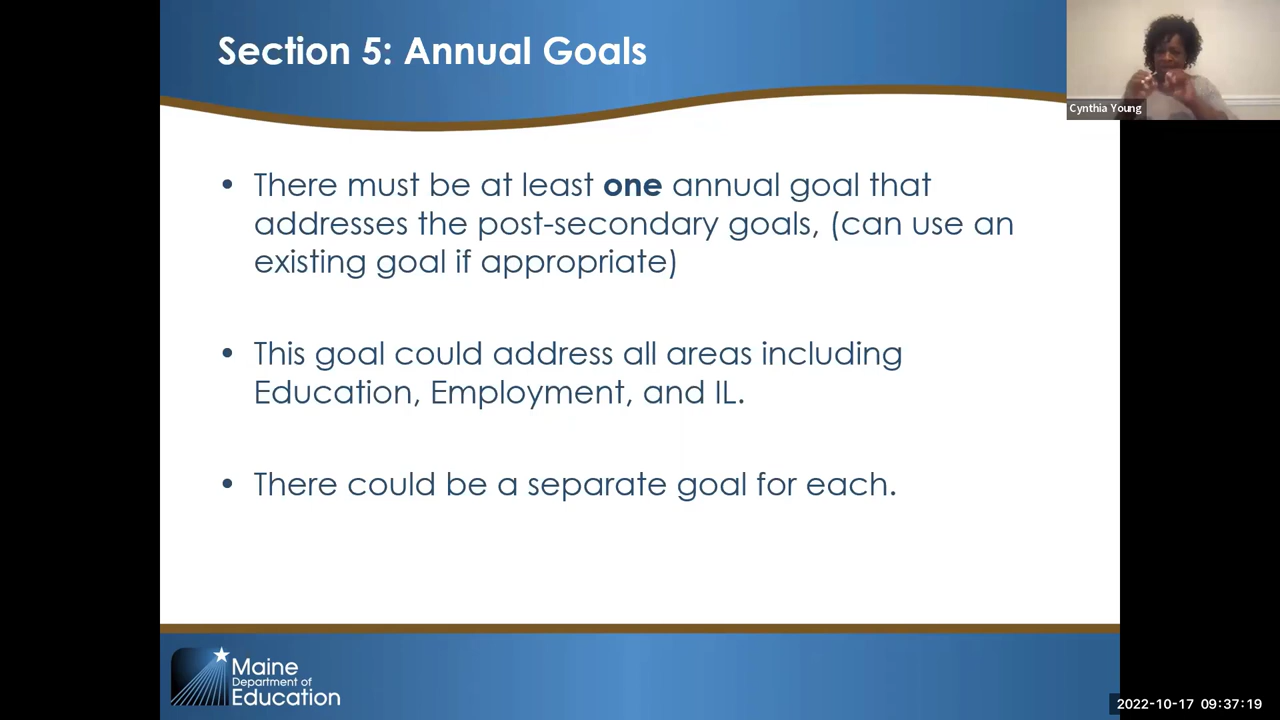 Section 5: Annual Goals
Cynthia Young
• There must be at least one annual goal that
addresses the post-secondary goals, (can use an
existing goal if appropriate)
• This goal could address all areas including
Education, Employment, and IL.
• There could be a separate goal for each.
Maine
Department of
Education
2022-10-17 09:37:19